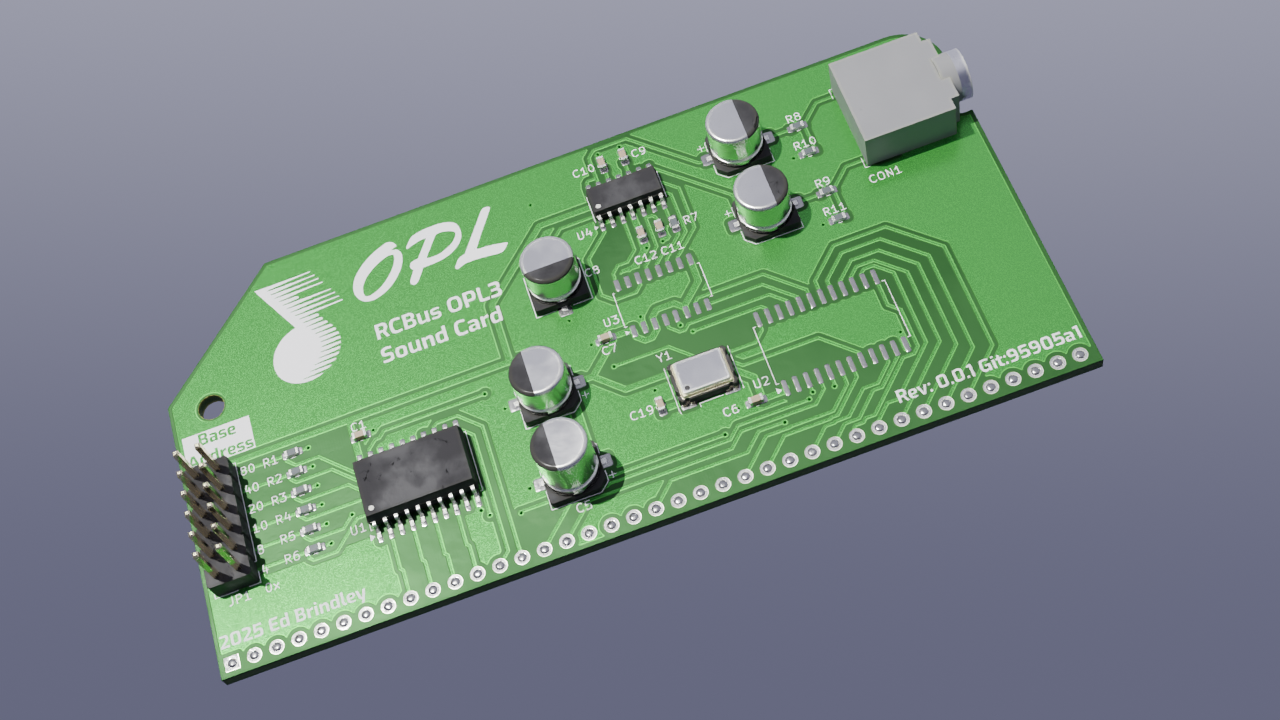 OPL
RCBus OPL3
Sound Card
C10
C9
U4
C12
C11
R7
R8
R10
R9
R11
CON1
U3
C7
Y1
C19
C6
U2
Rev: 0.0.1 Git:95905a1
Base
C1
80 R1
40 R2
20 R3
10 R4
R5
R6
U1
JP1
2025 Ed Brindley